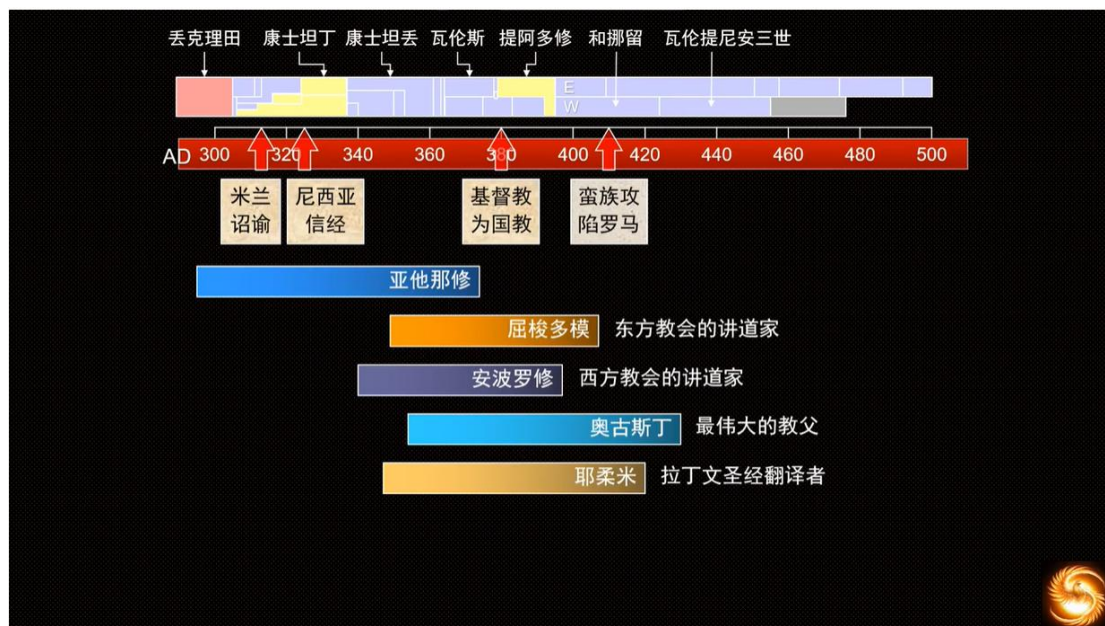 丢克理田 康士坦丁 康士坦丢 瓦伦斯 提阿多修 和挪留 瓦伦提尼安三世
E
W
AD 300 320 340 360 380 400 420 440 460 480 500
米兰
诏谕
尼西亚
信经
基督教
为国教
蛮族攻
陷罗马
亚他那修
屈梭多模 东方教会的讲道家
安波罗修 西方教会的讲道家
奥古斯丁 最伟大的教父
耶柔米 拉丁文圣经翻译者